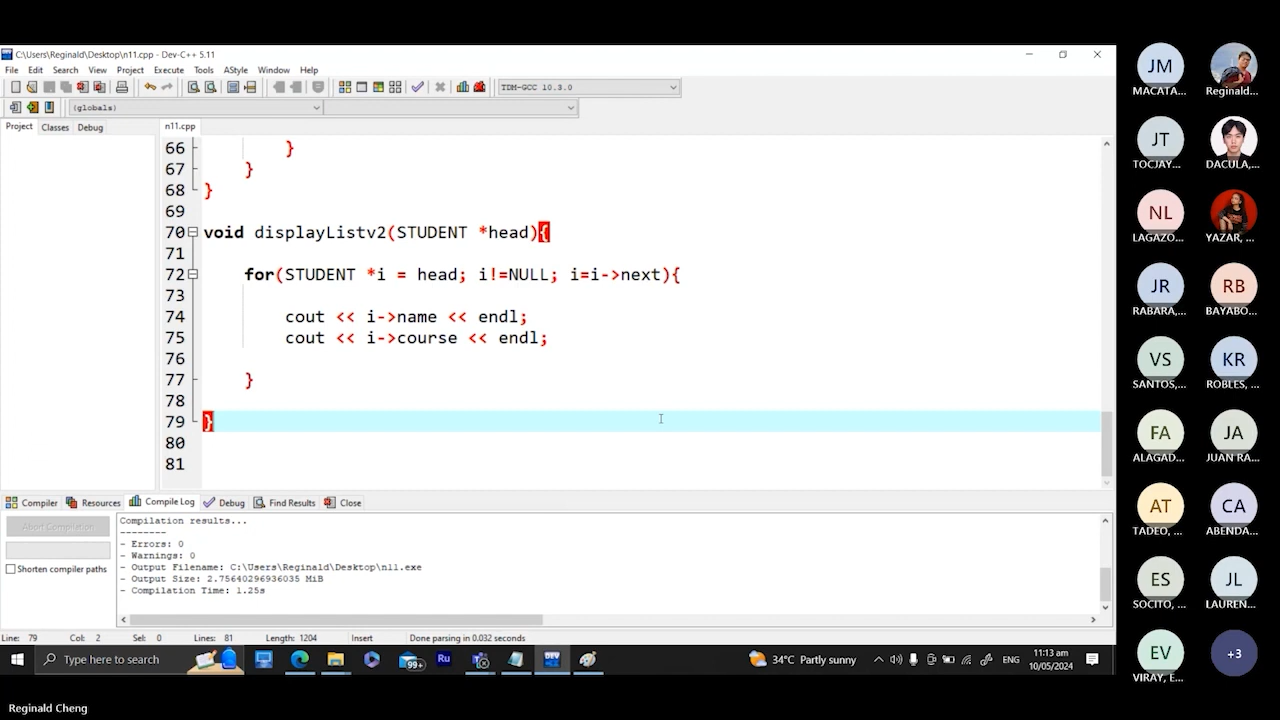 C:\Users\Reginald\Desktop\n11.cpp - Dev-C++ 5.11
File Edit Search View Project Execute Tools AStyle Window Help
TDM-GCC 10.3.0
(globals)
Project Classes Debug
n11.cpp
66 }
67 }
68 }
69
70 void displayListv2(STUDENT *head){
71
72 for(STUDENT *i = head; i!=NULL; i=i->next){
73
74 cout << i->name << endl;
75 cout << i->course << endl;
76
77 }
78
79 }
80
81
Compiler Resources Compile Log Debug Find Results Close
Abort Compilation
Shorten compiler paths
Compilation results...
--------
- Errors: 0
- Warnings: 0
- Output Filename: C:\Users\Reginald\Desktop\n11.exe
- Output Size: 2.75640296936035 MiB
- Compilation Time: 1.25s
Line: 79 Col: 2 Sel: 0 Lines: 81 Length: 1204 Insert Done parsing in 0.032 seconds
Type here to search
99+
Ru
DEV
34°C Partly sunny
ENG
11:13 am
10/05/2024
JM
MACATA...
Reginald...
JT
TOCJAY...
DACULA,...
NL
LAGAZO...
YAZAR, ...
JR
RABARA,...
RB
BAYABO...
VS
SANTOS,...
KR
ROBLES, ...
FA
ALAGAD...
JA
JUAN RA...
AT
TADEO, ...
CA
ABENDA...
ES
SOCITO, ...
JL
LAUREN...
EV
VIRAY, E...
+3
Reginald Cheng